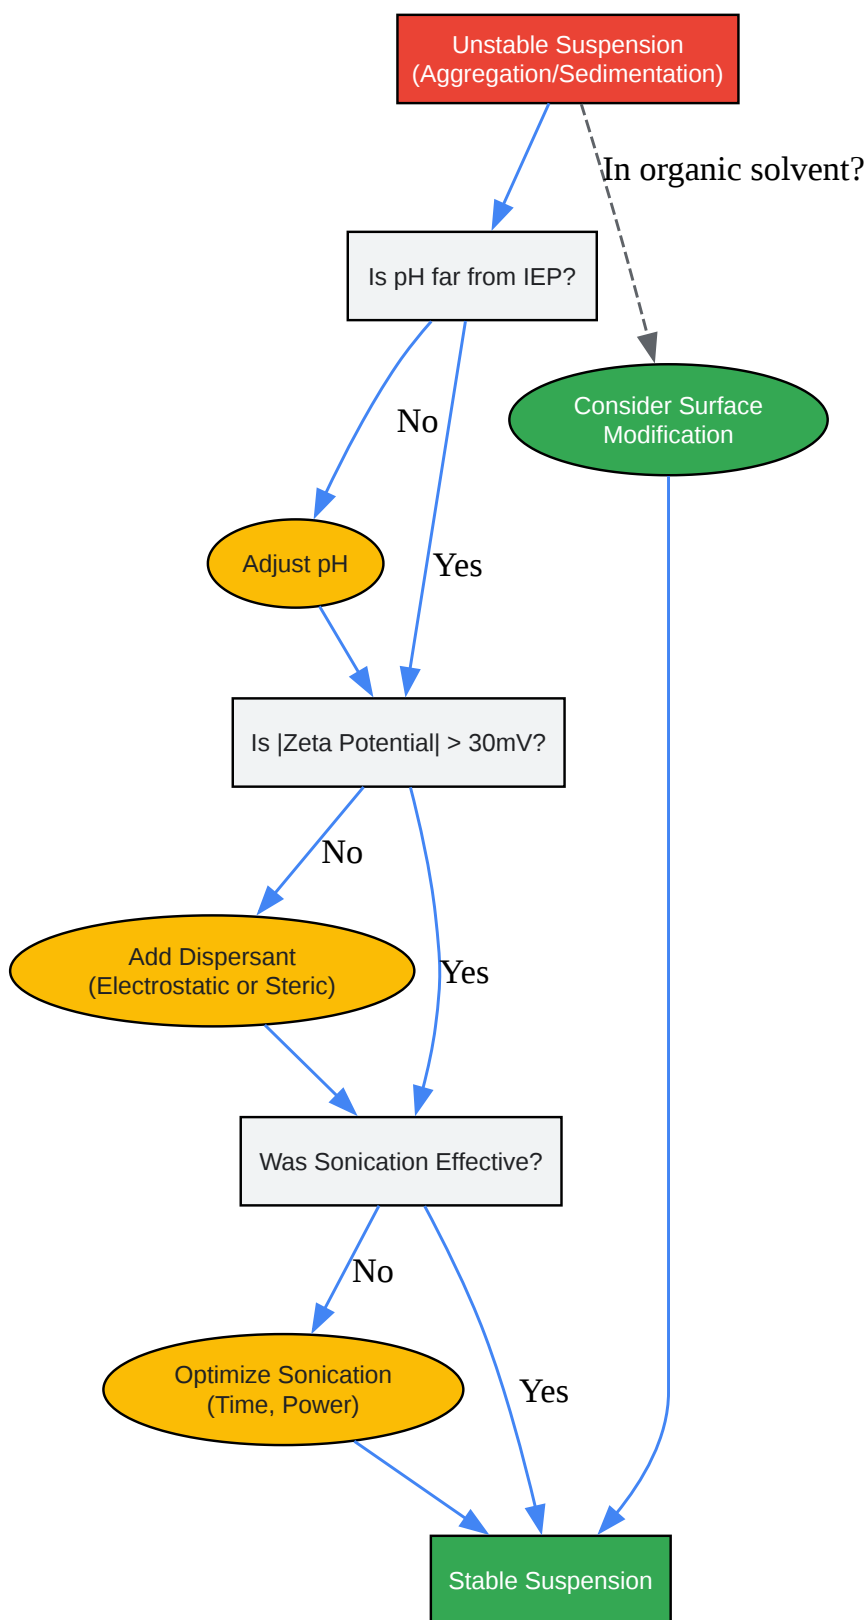 Unstable Suspension
(Aggregation/Sedimentation)
In organic solvent?
Is pH far from IEP?
Consider Surface
Modification
No
Yes
Adjust pH
Is |Zeta Potential| > 30mV?
No
Add Dispersant
(Electrostatic or Steric)
Yes
Was Sonication Effective?
No
Optimize Sonication
(Time, Power)
Yes
Stable Suspension